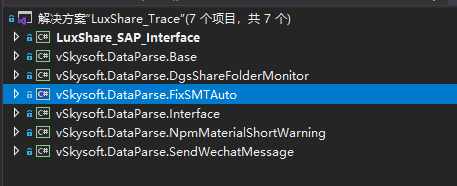 解决方案"LuxShare_Trace"(7 个项目，共 7 个)
C# LuxShare_SAP_Interface
C# vSkysoft.DataParse.Base
C# vSkysoft.DataParse.DgsShareFolderMonitor
C# vSkysoft.DataParse.FixSMTAuto
C# vSkysoft.DataParse.Interface
C# vSkysoft.DataParse.NpmMaterialShortWarning
C# vSkysoft.DataParse.SendWechatMessage